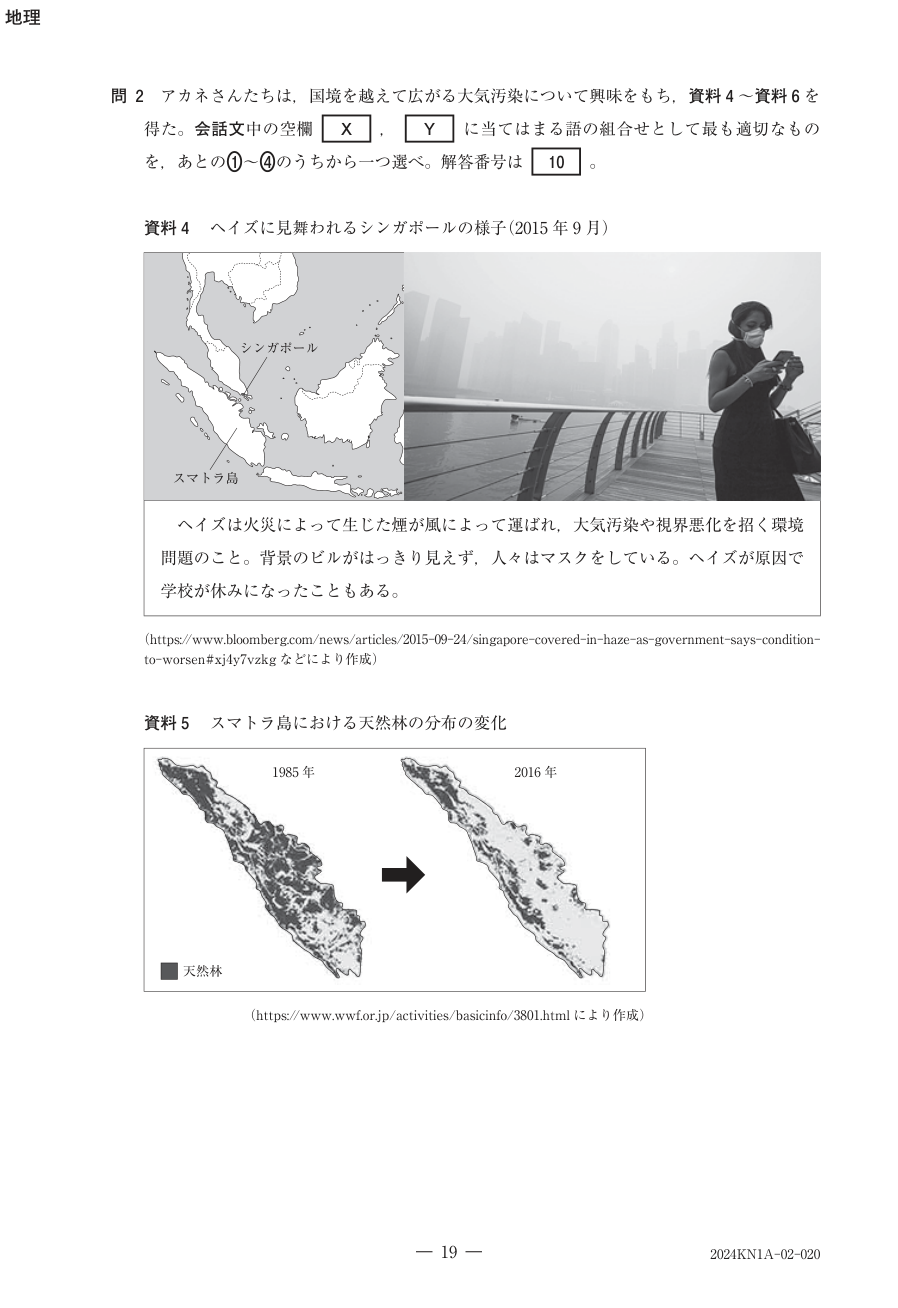 地理
問 2 アカネさんたちは，国境を越えて広がる大気汚染について興味をもち，資料 4 ～資料 6 を
得た。会話文中の空欄 X ， Y に当てはまる語の組合せとして最も適切なもの
を，あとの①～④のうちから一つ選べ。解答番号は 10 。
資料 4 ヘイズに見舞われるシンガポールの様子（2015 年 9 月）
シンガポール
スマトラ島
ヘイズは火災によって生じた煙が風によって運ばれ，大気汚染や視界悪化を招く環境
問題のこと。背景のビルがはっきり見えず，人々はマスクをしている。ヘイズが原因で
学校が休みになったこともある。
（https://www.bloomberg.com/news/articles/2015-09-24/singapore-covered-in-haze-as-government-says-condition-
to-worsen#xj4y7vzkg などにより作成）
資料 5 スマトラ島における天然林の分布の変化
1985 年
2016 年
天然林
（https://www.wwf.or.jp/activities/basicinfo/3801.html により作成）
― 19 ―
2024KN1A-02-020